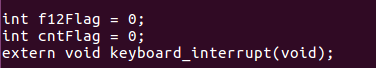 int f12Flag = 0;
int cntFlag = 0;
extern void keyboard_interrupt(void);